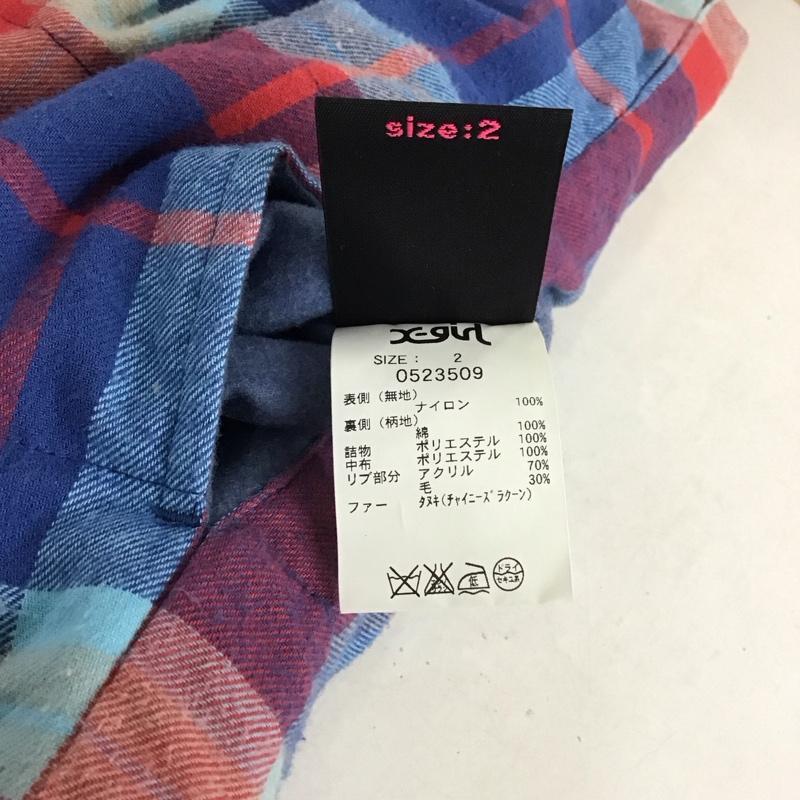 size:2
X-girl
SIZE : 2
0523509
表側（無地）
ナイロン 100%
裏側（柄地）
綿 100%
詰物 ポリエステル 100%
中布 ポリエステル 100%
リブ部分 アクリル 70%
毛 30%
ファー ﾀﾇｷ(ﾁｬｲﾆｰｽﾞﾗｸｰﾝ)
低
ドライ
セキユ系